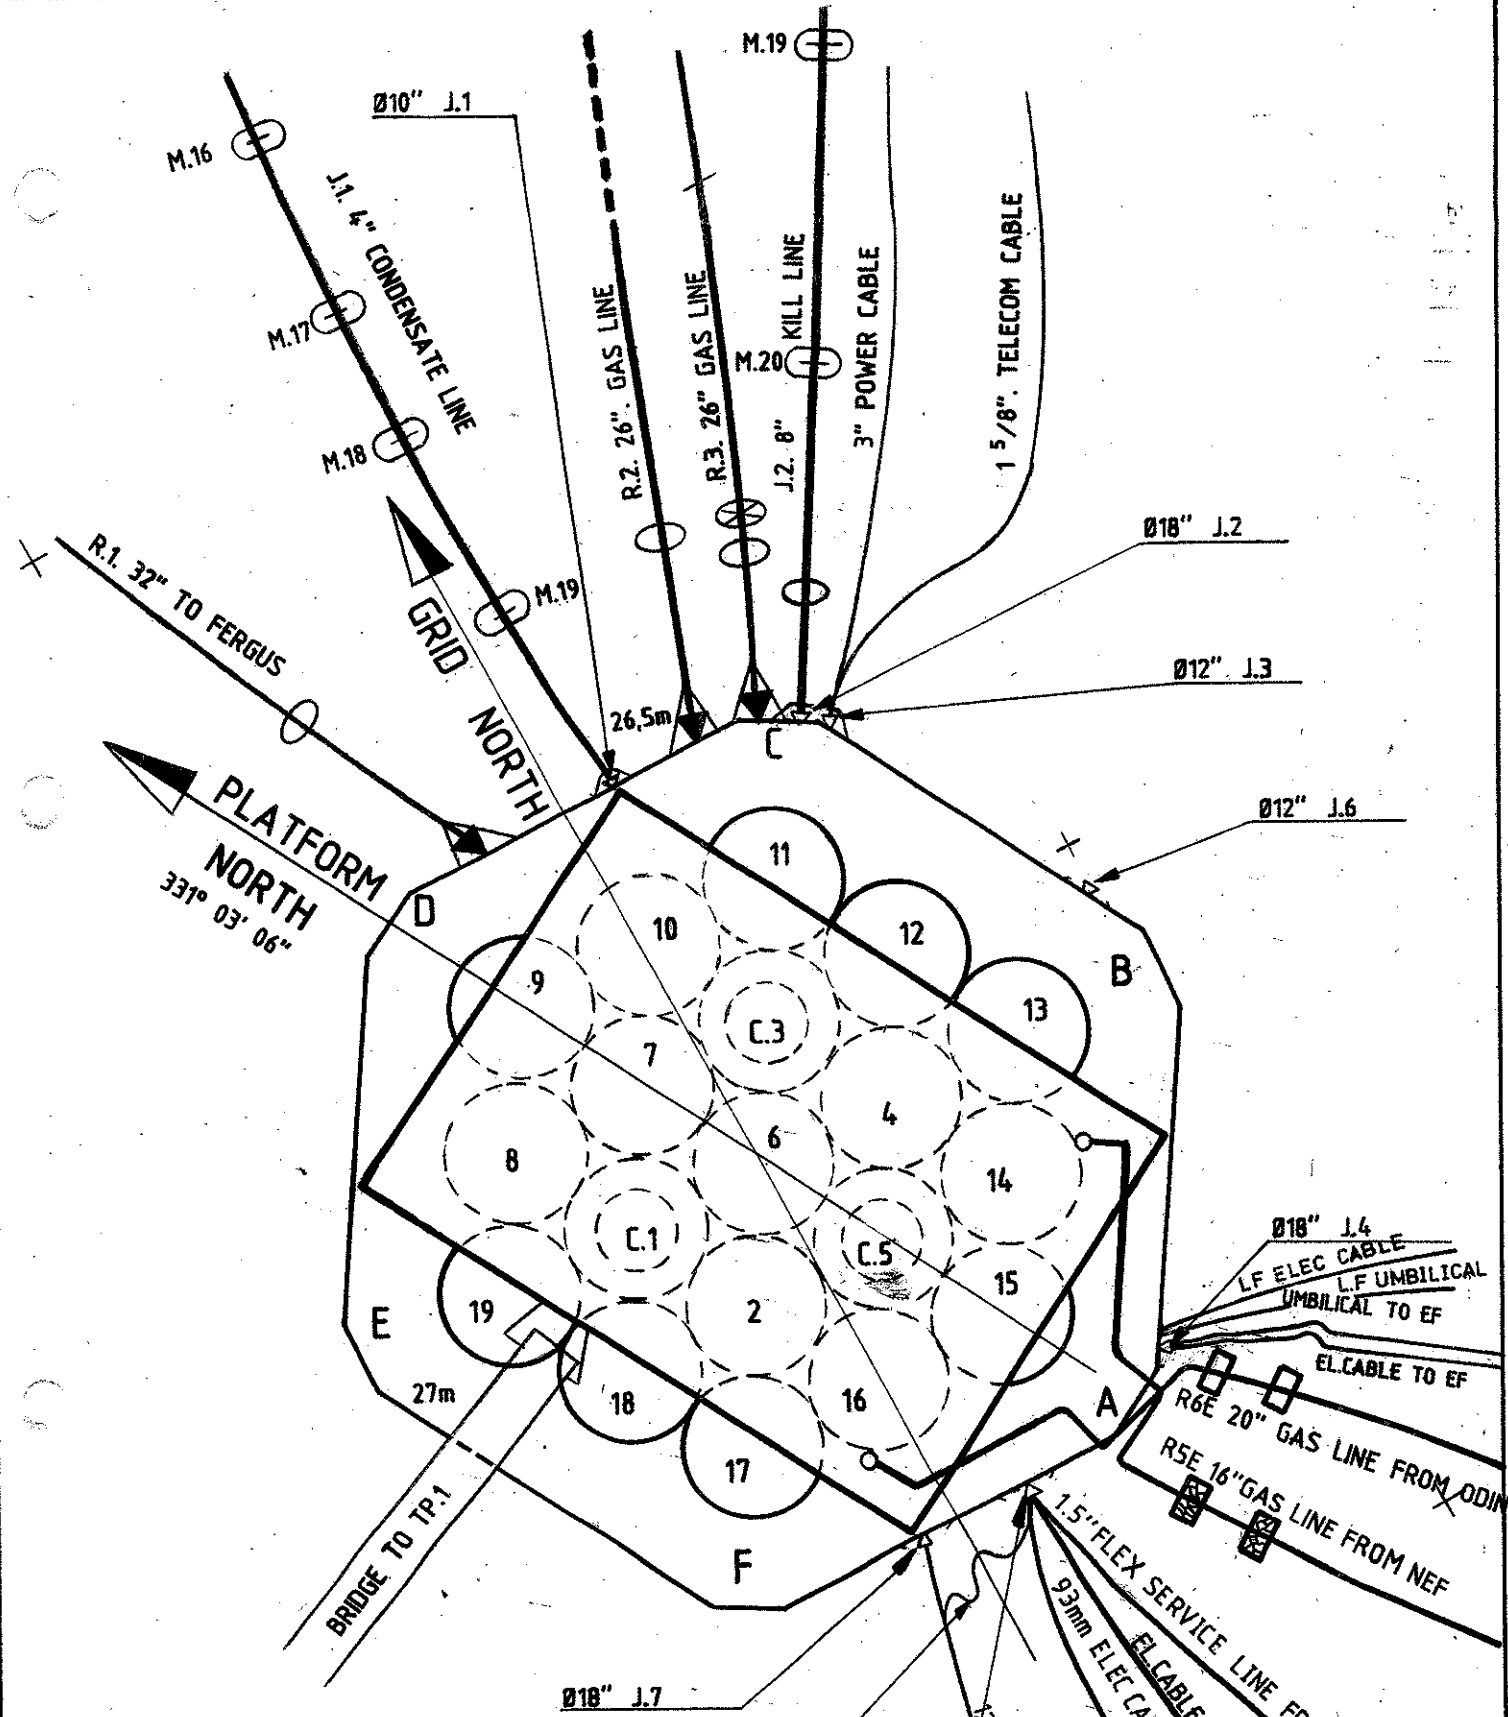 M.19
Ø10" J.1
M.16
J.1. 4" CONDENSATE LINE
M.17
M.18
M.19
R.2. 26". GAS LINE
R.3. 26" GAS LINE
J.2. 8" KILL LINE
M.20
3" POWER CABLE
1 5/8". TELECOM CABLE
Ø18" J.2
Ø12" J.3
Ø12" J.6
R.1. 32" TO FERGUS
GRID NORTH
26,5m
PLATFORM
NORTH
331° 03' 06"
C
D
B
11
10
12
9
13
C.3
7
4
6
8
14
C.1
C.5
15
2
19
E
18
16
A
17
27m
F
BRIDGE TO TP.1
Ø18" J.4
LF ELEC CABLE
L.F UMBILICAL
UMBILICAL TO EF
EL.CABLE TO EF
R6E 20" GAS LINE FROM ODIN
R5E 16" GAS LINE FROM NEF
1.5" FLEX SERVICE LINE
93mm ELEC
EL.CABLE
Ø18" J.7